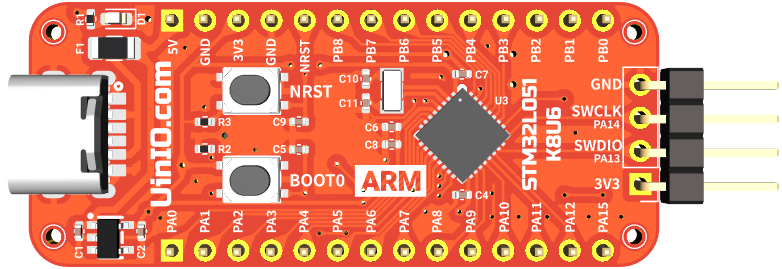 R1
D1
5V
GND
3V3
GND
NRST
PB8
PB7
PB6
PB5
PB4
PB3
PB2
PB1
PB0
F1
C10
C11
C7
U3
NRST
R3
C9
C6
C8
R2
C5
BOOT0
ARM
C4
UinIO.com
STM32L051
K8U6
GND
SWCLK
PA14
SWDIO
PA13
3V3
C1
C2
PA0
PA1
PA2
PA3
PA4
PA5
PA6
PA7
PA8
PA9
PA10
PA11
PA12
PA15